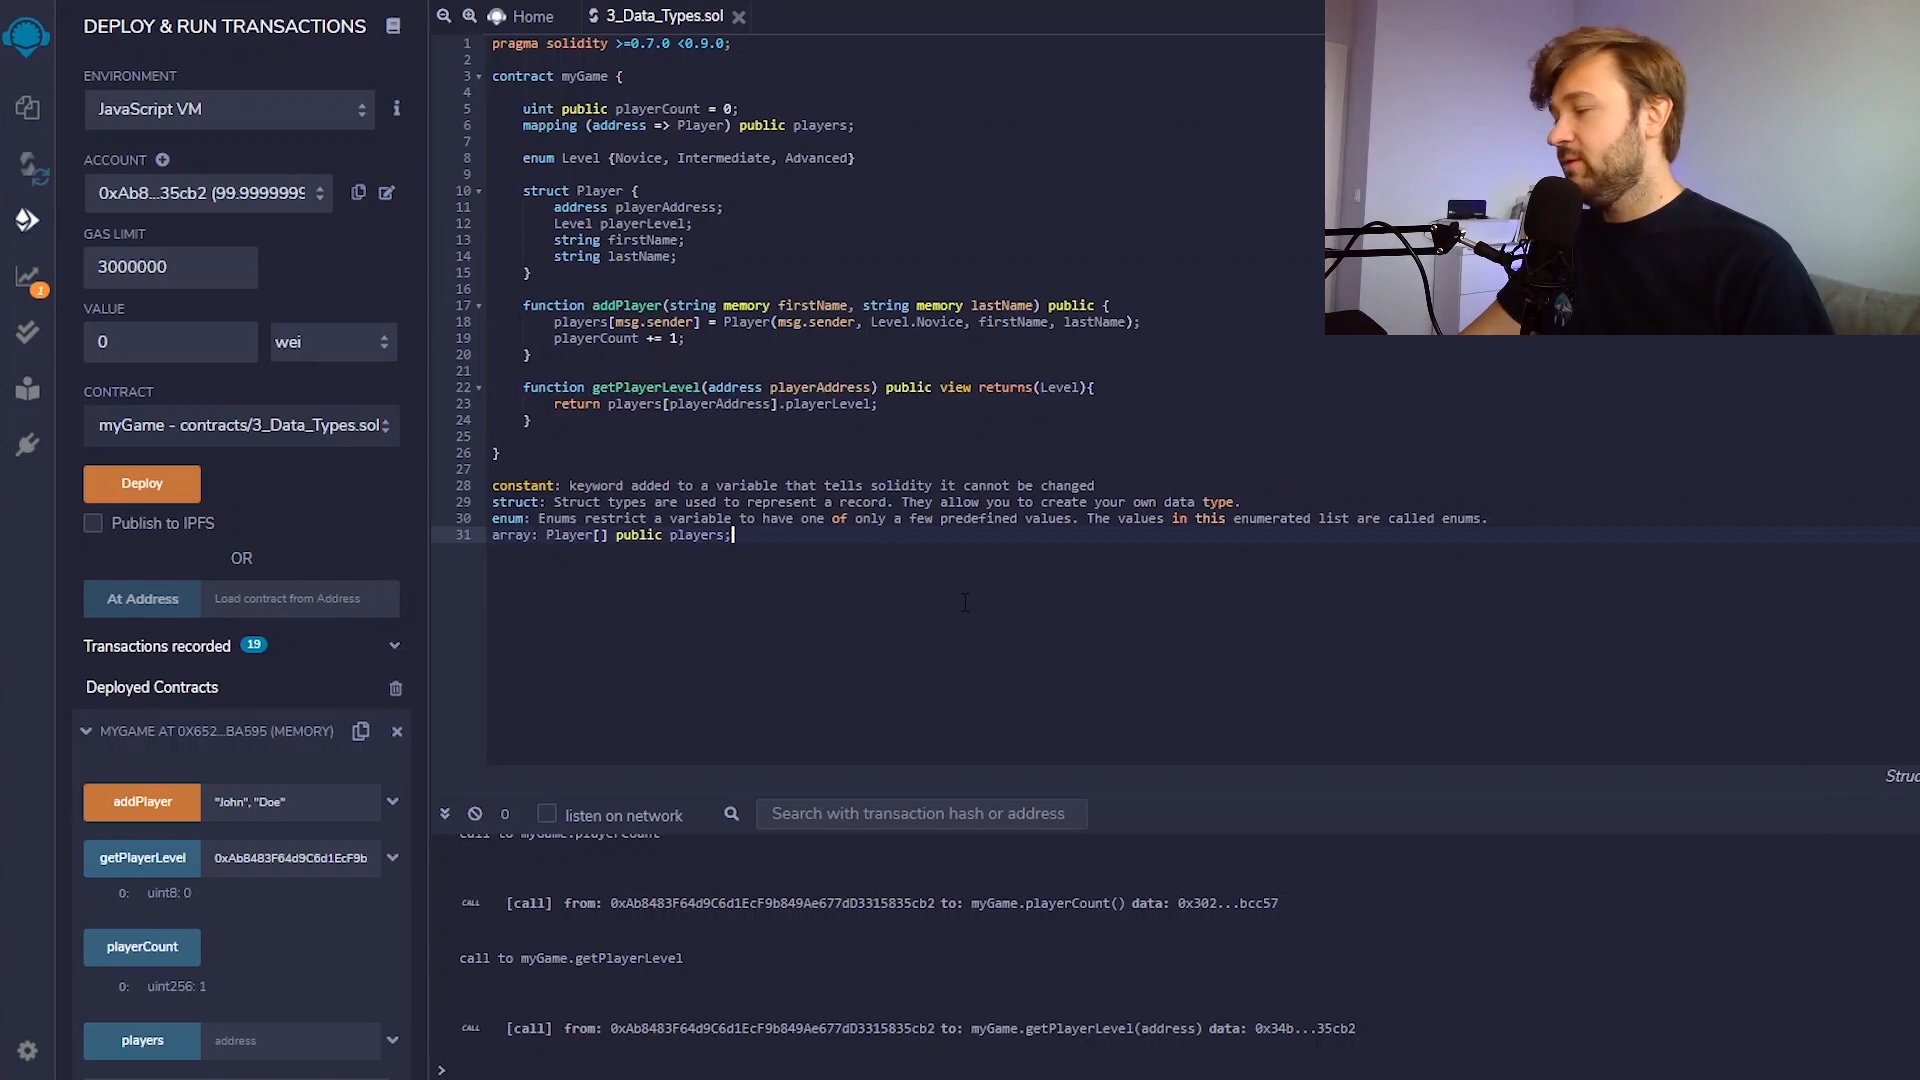 DEPLOY & RUN TRANSACTIONS
ENVIRONMENT
JavaScript VM
ACCOUNT
0xAb8...35cb2 (99.9999999
GAS LIMIT
3000000
VALUE
0
wei
CONTRACT
myGame - contracts/3_Data_Types.sol
Deploy
Publish to IPFS
OR
At Address
Load contract from Address
Transactions recorded 19
Deployed Contracts
MYGAME AT 0X652...BA595 (MEMORY)
addPlayer
"John", "Doe"
getPlayerLevel
0xAb8483F64d9C6d1EcF9b
0: uint8: 0
playerCount
0: uint256: 1
players
address
1
Home
3_Data_Types.sol
1 pragma solidity >=0.7.0 <0.9.0;
2
3 contract myGame {
4
5 uint public playerCount = 0;
6 mapping (address => Player) public players;
7
8 enum Level {Novice, Intermediate, Advanced}
9
10 struct Player {
11 address playerAddress;
12 Level playerLevel;
13 string firstName;
14 string lastName;
15 }
16
17 function addPlayer(string memory firstName, string memory lastName) public {
18 players[msg.sender] = Player(msg.sender, Level.Novice, firstName, lastName);
19 playerCount += 1;
20 }
21
22 function getPlayerLevel(address playerAddress) public view returns(Level){
23 return players[playerAddress].playerLevel;
24 }
25
26 }
27
28 constant: keyword added to a variable that tells solidity it cannot be changed
29 struct: Struct types are used to represent a record. They allow you to create your own data type.
30 enum: Enums restrict a variable to have one of only a few predefined values. The values in this enumerated list are called enums.
31 array: Player[] public players;
Struc
0
listen on network
Search with transaction hash or address
call to myGame.playerCount
CALL [call] from: 0xAb8483F64d9C6d1EcF9b849Ae677dD3315835cb2 to: myGame.playerCount() data: 0x302...bcc57
call to myGame.getPlayerLevel
CALL [call] from: 0xAb8483F64d9C6d1EcF9b849Ae677dD3315835cb2 to: myGame.getPlayerLevel(address) data: 0x34b...35cb2
>